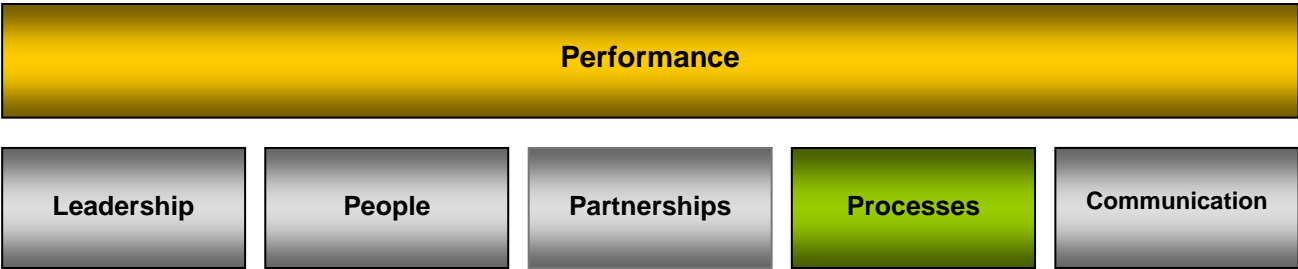 Performance
Leadership
People
Partnerships
Processes
Communication